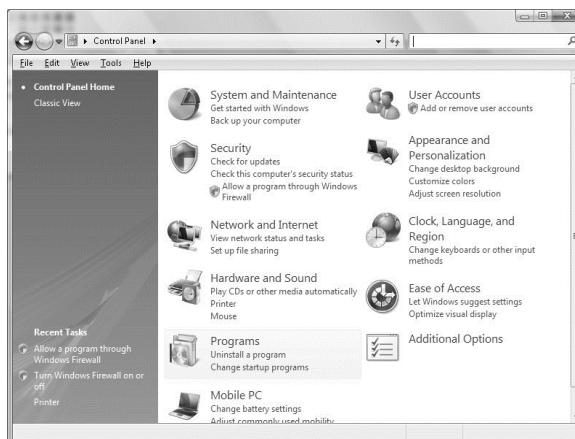 Control Panel
File Edit View Tools Help
Control Panel Home
Classic View
System and Maintenance
Get started with Windows
Back up your computer
Security
Check for updates
Check this computer's security status
Allow a program through Windows
Firewall
Network and Internet
View network status and tasks
Set up file sharing
Hardware and Sound
Play CDs or other media automatically
Printer
Mouse
Programs
Uninstall a program
Change startup programs
Mobile PC
Change battery settings
Adjust commonly used mobility
User Accounts
Add or remove user accounts
Appearance and
Personalization
Change desktop background
Customize colors
Adjust screen resolution
Clock, Language, and
Region
Change keyboards or other input
methods
Ease of Access
Let Windows suggest settings
Optimize visual display
Additional Options
Recent Tasks
Allow a program through
Windows Firewall
Turn Windows Firewall on or
off
Printer